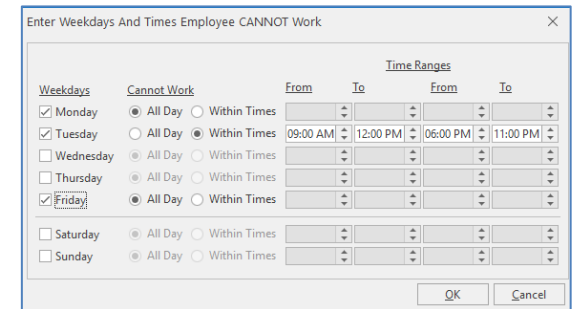 Enter Weekdays And Times Employee CANNOT Work
Time Ranges
Weekdays Cannot Work From To From To
Monday All Day Within Times
Tuesday All Day Within Times 09:00 AM 12:00 PM 06:00 PM 11:00 PM
Wednesday All Day Within Times
Thursday All Day Within Times
Friday All Day Within Times
Saturday All Day Within Times
Sunday All Day Within Times
OK Cancel